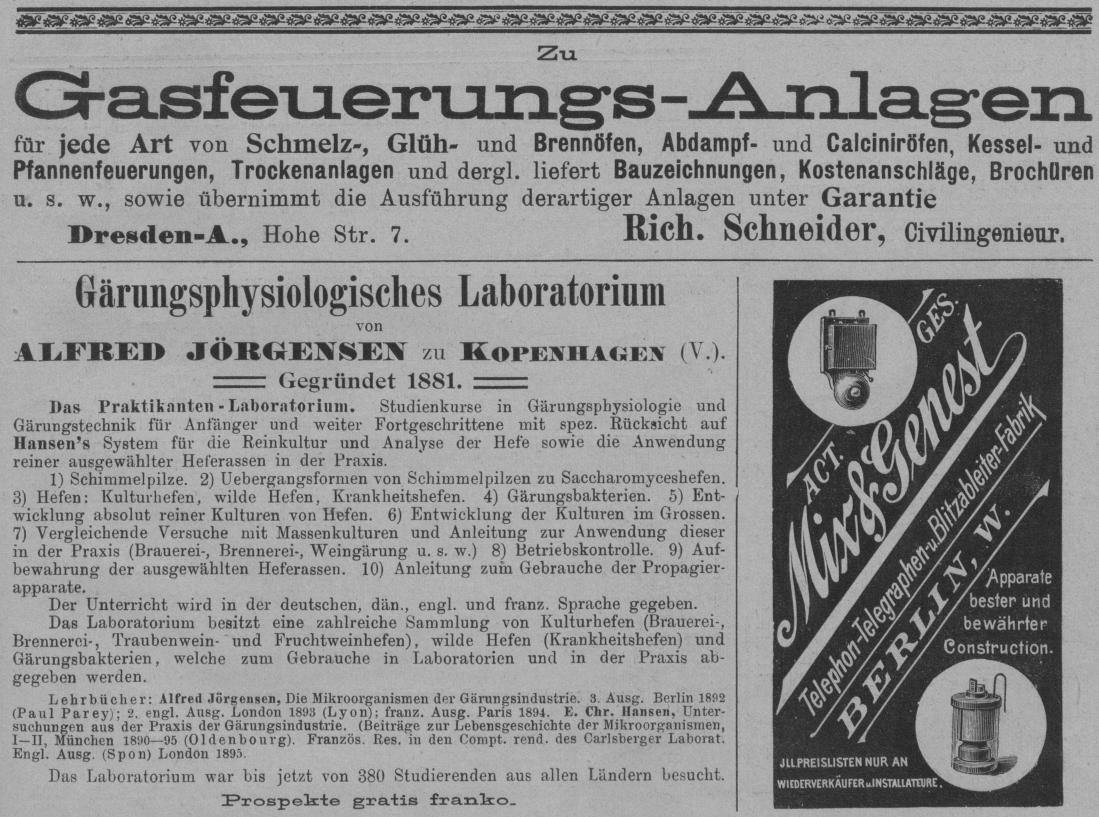 Zu
Gasfeuerungs-Anlagen
für jede Art von Schmelz-, Glüh- und Brennöfen, Abdampf- und Calciniröfen, Kessel- und
Pfannenfeuerungen, Trockenanlagen und dergl. liefert Bauzeichnungen, Kostenanschläge, Brochüren
u. s. w., sowie übernimmt die Ausführung derartiger Anlagen unter Garantie
Dresden-A., Hohe Str. 7. Rich. Schneider, Civilingenieur.
Gärungsphysiologisches Laboratorium
von
ALFRED JÖRGENSEN zu KOPENHAGEN (V.).
Gegründet 1881.
Das Praktikanten-Laboratorium. Studienkurse in Gärungsphysiologie und
Gärungstechnik für Anfänger und weiter Fortgeschrittene mit spez. Rücksicht auf
Hansen's System für die Reinkultur und Analyse der Hefe sowie die Anwendung
reiner ausgewählter Heferassen in der Praxis.
1) Schimmelpilze. 2) Uebergangsformen von Schimmelpilzen zu Saccharomyceshefen.
3) Hefen: Kulturhefen, wilde Hefen, Krankheitshefen. 4) Gärungsbakterien. 5) Ent-
wicklung absolut reiner Kulturen von Hefen. 6) Entwicklung der Kulturen im Grossen.
7) Vergleichende Versuche mit Massenkulturen und Anleitung zur Anwendung dieser
in der Praxis (Brauerei-, Brennerei-, Weingärung u. s. w.) 8) Betriebskontrolle. 9) Auf-
bewahrung der ausgewählten Heferassen. 10) Anleitung zum Gebrauche der Propagier-
apparate.
Der Unterricht wird in der deutschen, dän., engl. und franz. Sprache gegeben.
Das Laboratorium besitzt eine zahlreiche Sammlung von Kulturhefen (Brauerei-,
Brennerei-, Traubenwein- und Fruchtweinhefen), wilde Hefen (Krankheitshefen) und
Gärungsbakterien, welche zum Gebrauche in Laboratorien und in der Praxis ab-
gegeben werden.
Lehrbücher: Alfred Jörgensen, Die Mikroorganismen der Gärungsindustrie. 3. Ausg. Berlin 1892
(Paul Parey); 2. engl. Ausg. London 1893 (Lyon); franz. Ausg. Paris 1894. E. Chr. Hansen, Unter-
suchungen aus der Praxis der Gärungsindustrie. (Beiträge zur Lebensgeschichte der Mikroorganismen,
I—II, München 1890—95 (Oldenbourg). Französ. Res. in den Compt. rend. des Carlsberger Laborat.
Engl. Ausg. (Spon) London 1895.
Das Laboratorium war bis jetzt von 380 Studierenden aus allen Ländern besucht.
Prospekte gratis franko.
ACT. GES.
Mix & Genest
Telephon-Telegraphen- u. Blitzableiter-Fabrik
BERLIN, W.
Apparate
bester und
bewährter
Construction.
JLLPREISLISTEN NUR AN
WIEDERVERKÄUFER u. INSTALLATEURE.